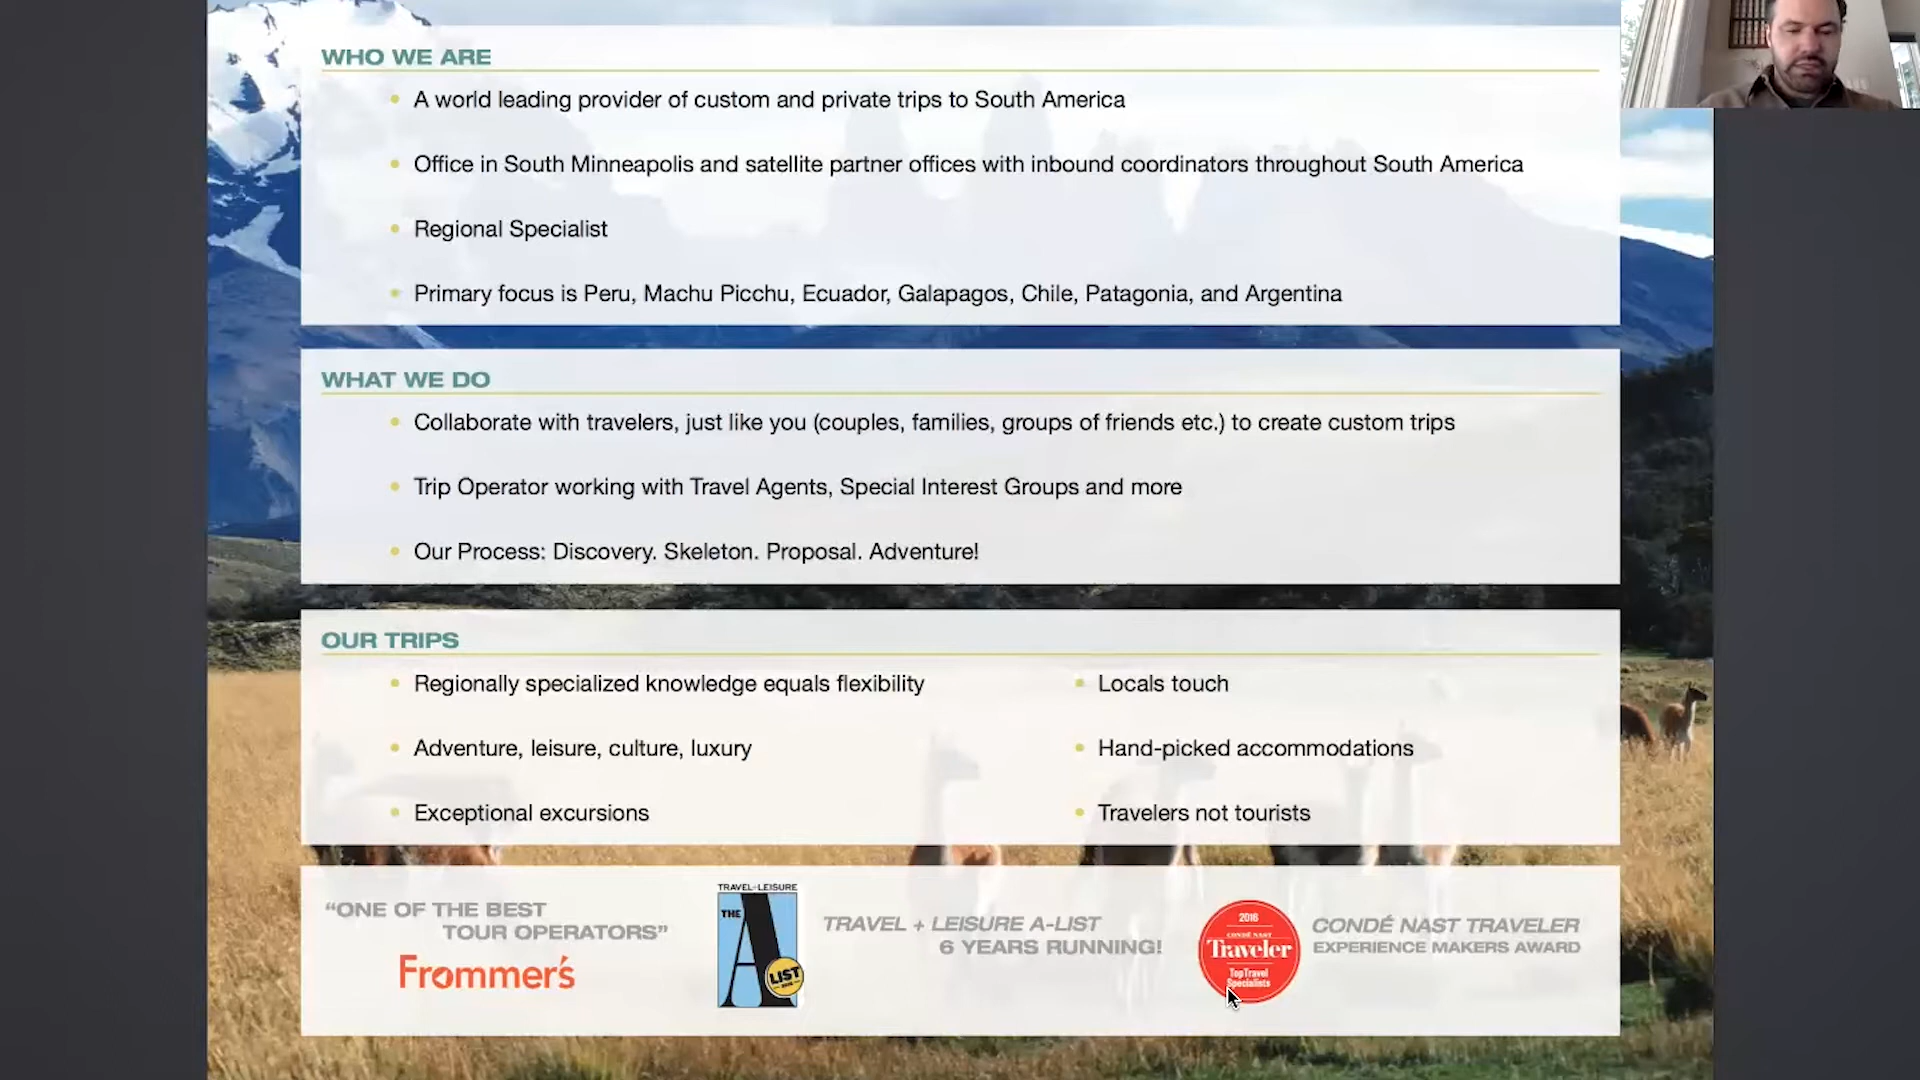 WHO WE ARE
A world leading provider of custom and private trips to South America
Office in South Minneapolis and satellite partner offices with inbound coordinators throughout South America
Regional Specialist
Primary focus is Peru, Machu Picchu, Ecuador, Galapagos, Chile, Patagonia, and Argentina
WHAT WE DO
Collaborate with travelers, just like you (couples, families, groups of friends etc.) to create custom trips
Trip Operator working with Travel Agents, Special Interest Groups and more
Our Process: Discovery. Skeleton. Proposal. Adventure!
OUR TRIPS
Regionally specialized knowledge equals flexibility
Adventure, leisure, culture, luxury
Exceptional excursions
Locals touch
Hand-picked accommodations
Travelers not tourists
“ONE OF THE BEST
TOUR OPERATORS”
Frommer's
TRAVEL+LEISURE
THE
A
LIST
TRAVEL + LEISURE A-LIST
6 YEARS RUNNING!
2016
CONDÉ NAST
Traveler
Top Travel
Specialists
CONDÉ NAST TRAVELER
EXPERIENCE MAKERS AWARD